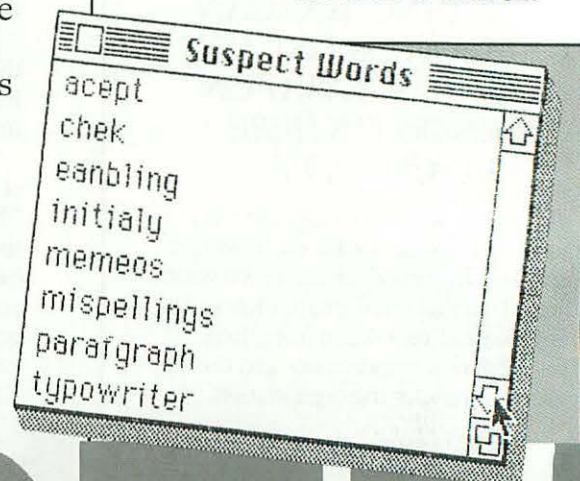 e
s
Suspect Words
acept
chek
eanbling
initialy
memeos
mispellings
parafgraph
typowriter